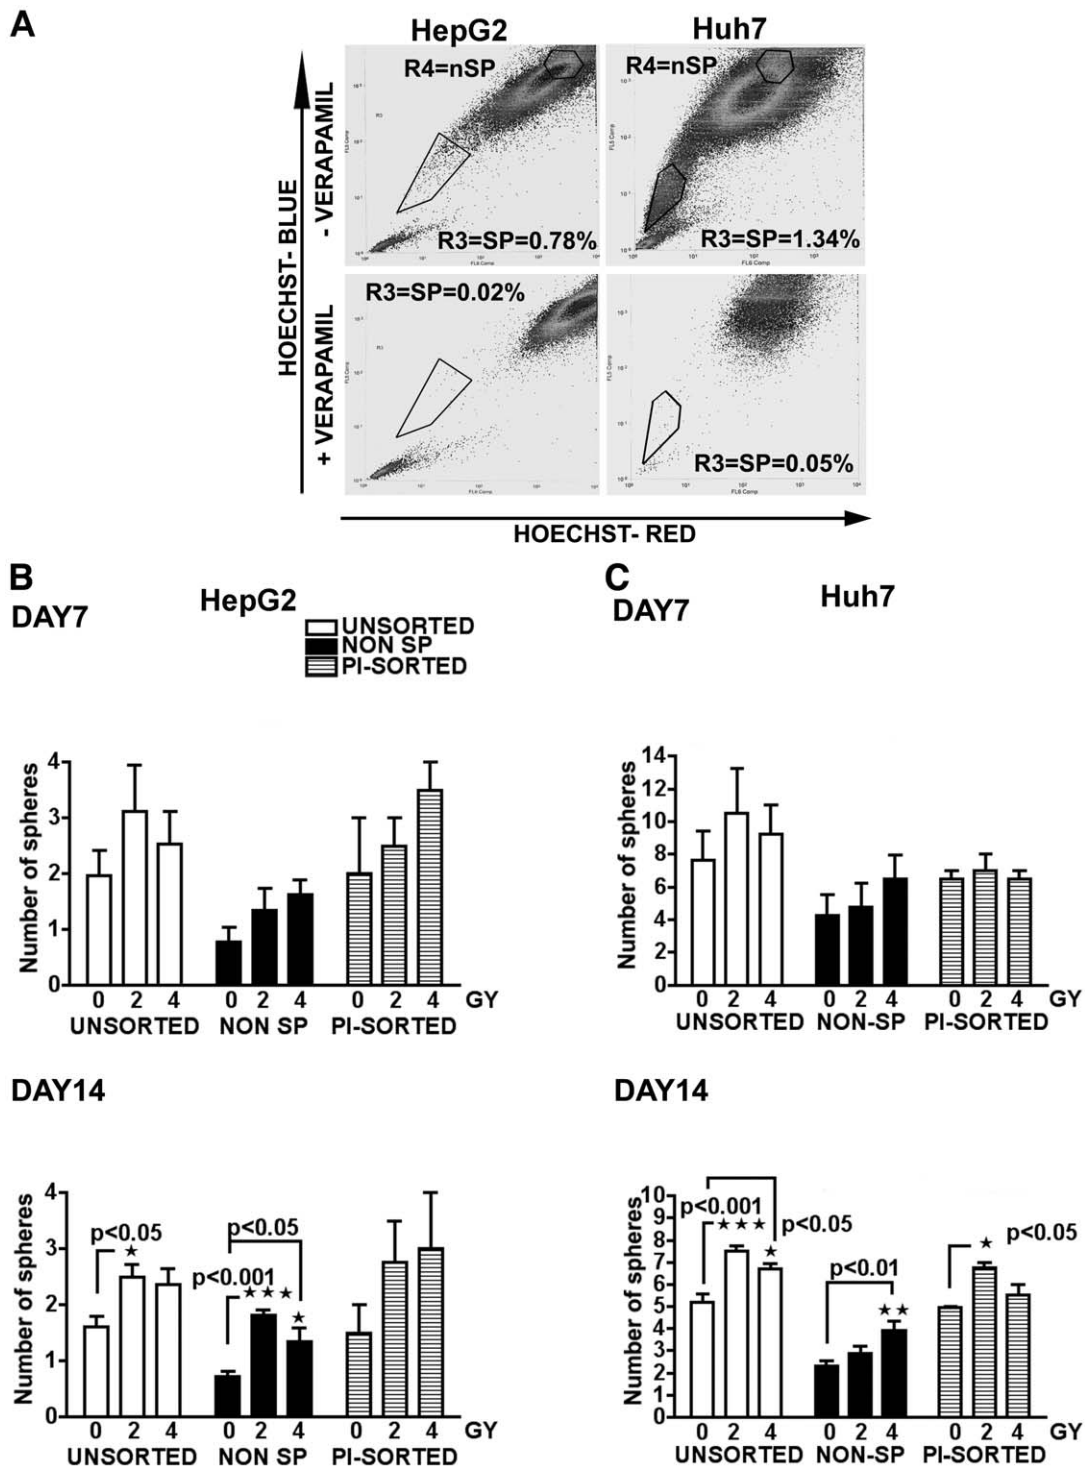 A
HepG2
Huh7
R4=nSP
R4=nSP
R3=SP=0.78%
R3=SP=1.34%
R3=SP=0.02%
R3=SP=0.05%
FL6 Comp
FL6 Comp
FL6 Comp
FL6 Comp
HOECHST- BLUE
- VERAPAMIL
+ VERAPAMIL
HOECHST- RED
B
DAY7
HepG2
UNSORTED
NON SP
PI-SORTED
Number of spheres
4
3
2
1
0
0 2 4 0 2 4 0 2 4 GY
UNSORTED NON SP PI-SORTED
C
DAY7
Huh7
Number of spheres
14
12
10
8
6
4
2
0
0 2 4 0 2 4 0 2 4 GY
UNSORTED NON-SP PI-SORTED
DAY14
Number of spheres
4
3
2
1
0
p<0.05
★
p<0.05
p<0.001
★★★
★
0 2 4 0 2 4 0 2 4 GY
UNSORTED NON SP PI-SORTED
DAY14
Number of spheres
10
9
8
7
6
5
4
3
2
1
0
p<0.001
★★★
p<0.05
★
p<0.01
★★
★ p<0.05
0 2 4 0 2 4 0 2 4 GY
UNSORTED NON-SP PI-SORTED